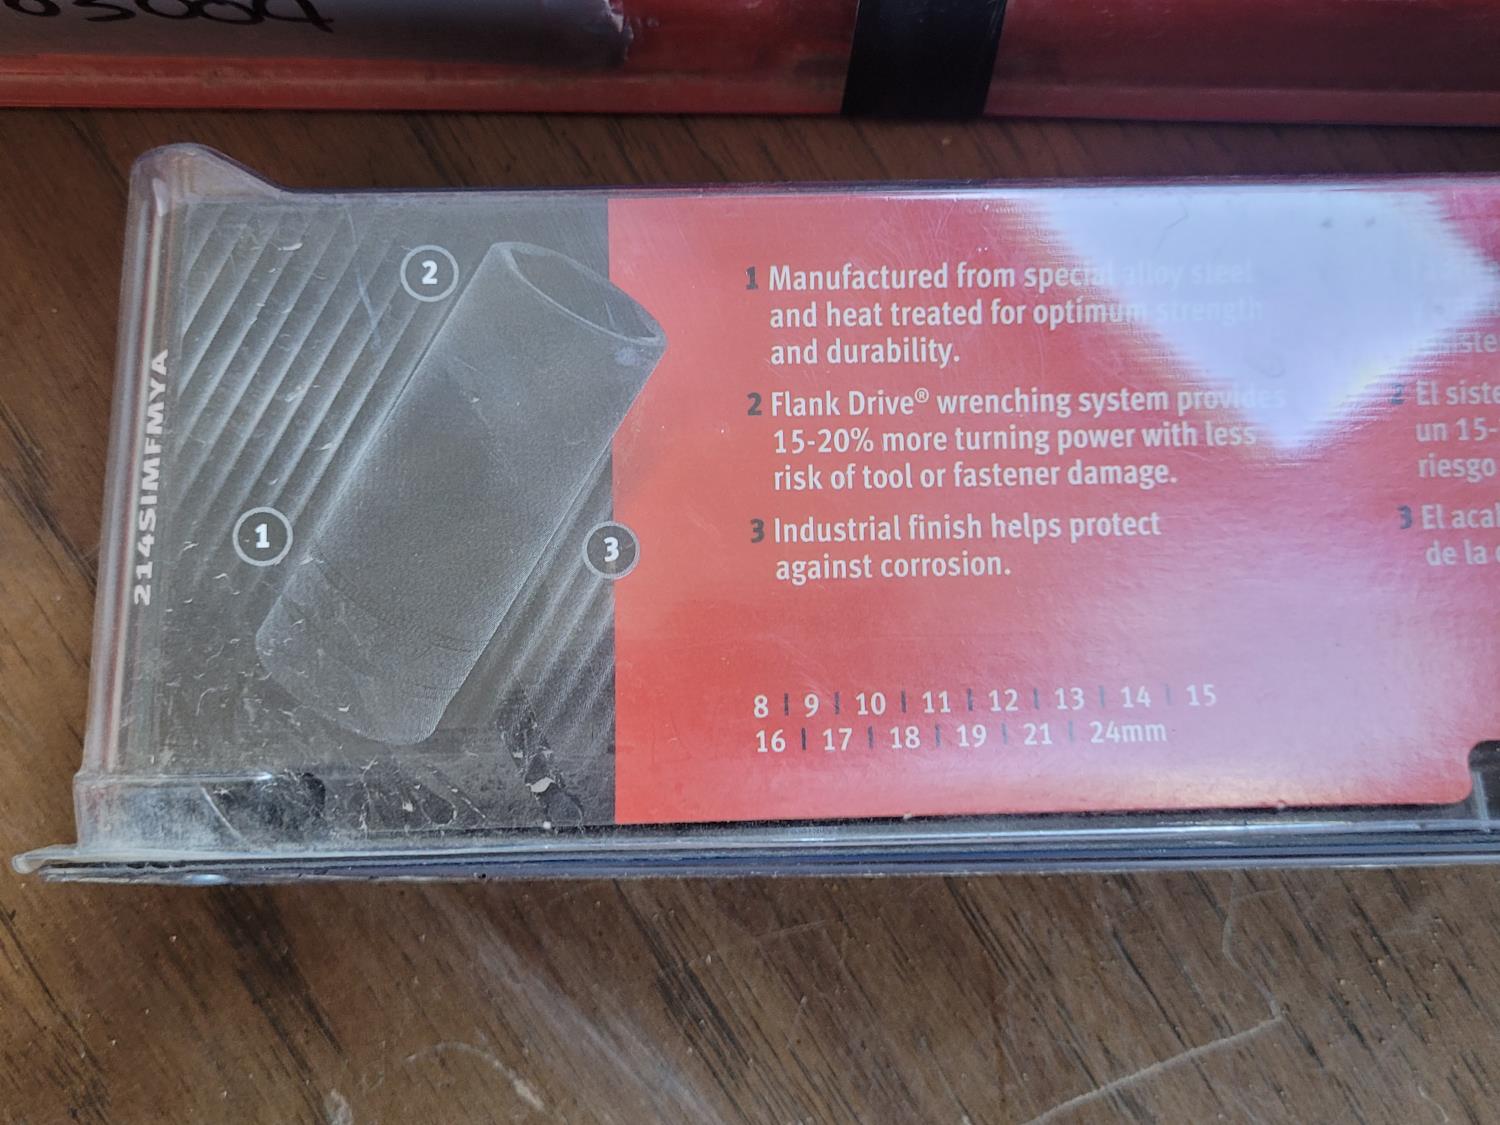 2
1
3
214SIMFMYA
1 Manufactured from special alloy steel
and heat treated for optimum strength
and durability.
2 Flank Drive® wrenching system provides
15-20% more turning power with less
risk of tool or fastener damage.
3 Industrial finish helps protect
against corrosion.
8 | 9 | 10 | 11 | 12 | 13 | 14 | 15
16 | 17 | 18 | 19 | 21 | 24mm
2 El siste
un 15-
riesgo
3 El acab
de la